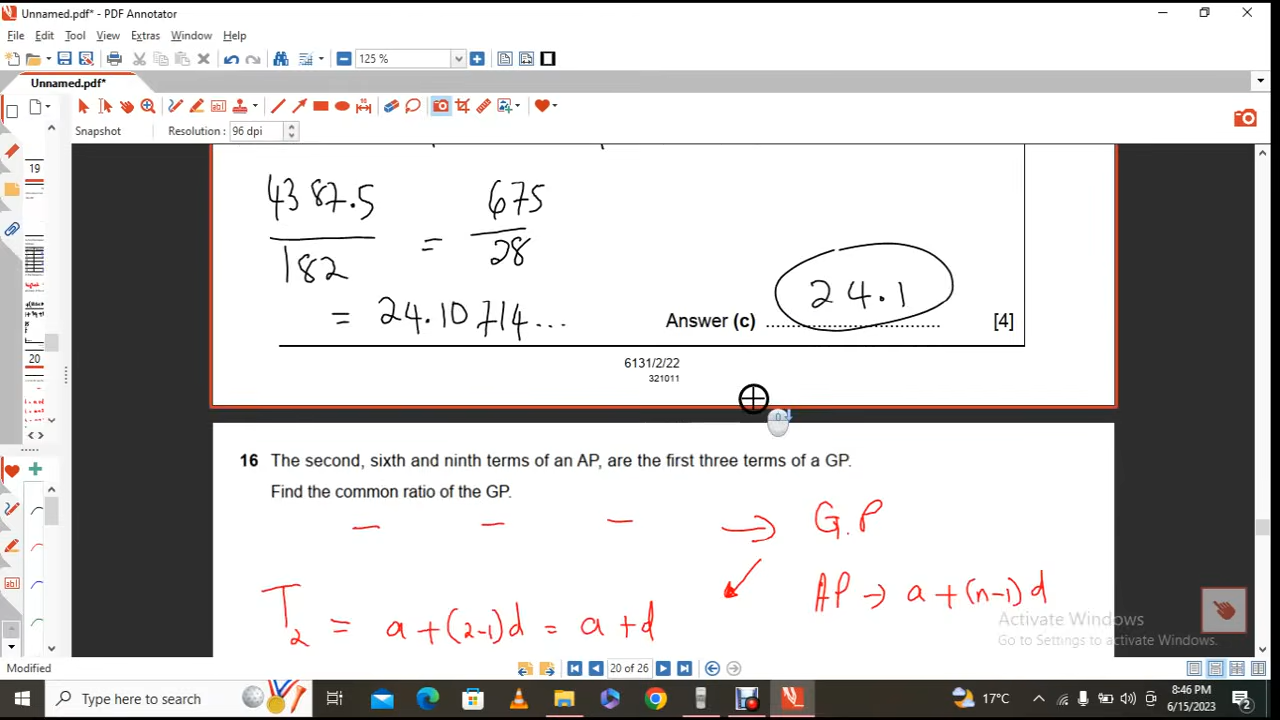 Unnamed.pdf* - PDF Annotator
File Edit Tool View Extras Window Help
125 %
Unnamed.pdf*
Snapshot Resolution : 96 dpi
19
20
4387.5 / 182 = 675 / 28
= 24.10714...
24.1
Answer (c) .......................................... [4]
6131/2/22
321011
16 The second, sixth and ninth terms of an AP, are the first three terms of a GP.
Find the common ratio of the GP.
— — — → G.P
AP → a + (n-1)d
T2 = a + (2-1)d = a + d
Activate Windows
Go to Settings to activate Windows.
Modified
20 of 26
Type here to search
17°C
8:46 PM
6/15/2023
2